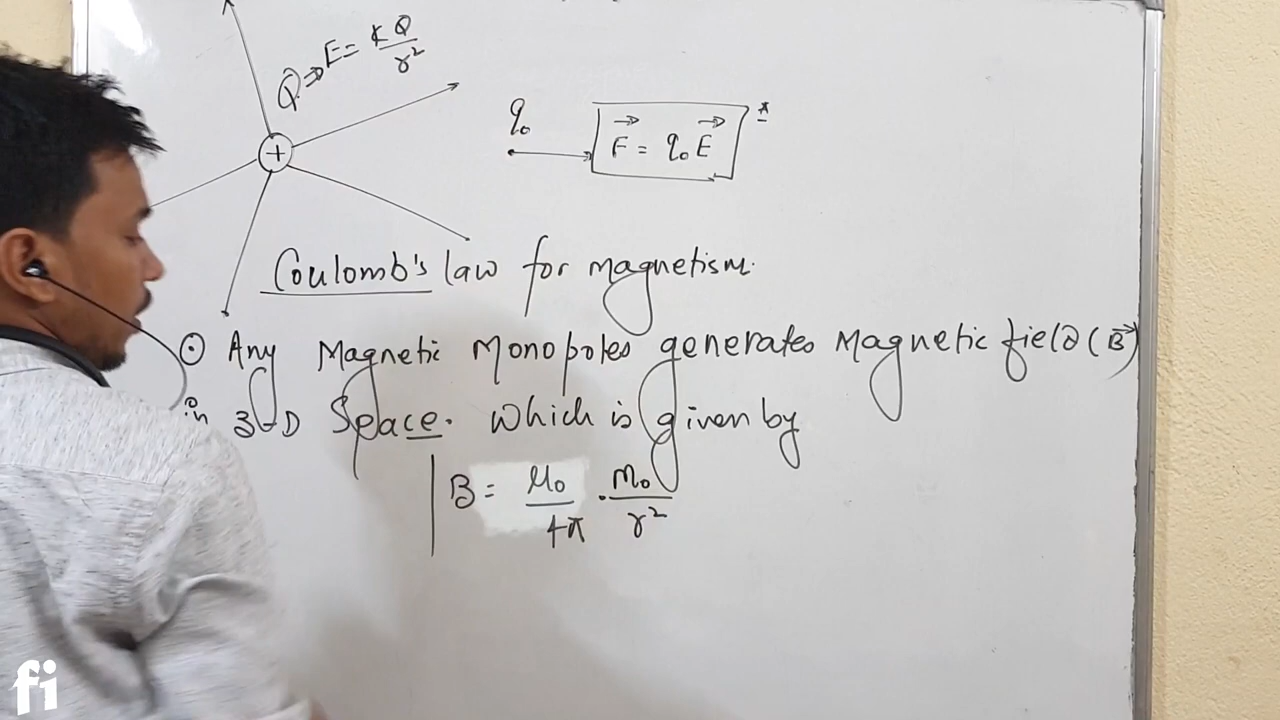 Q ⇒ E = KQ/r²
+
q₀ → F⃗ = q₀E⃗ *
Coulomb's law for magnetism.
⊙ Any Magnetic Monopoles generates Magnetic field (B⃗)
in 3-D Space. Which is given by
B = μ₀/4π · m₀/r²
fi